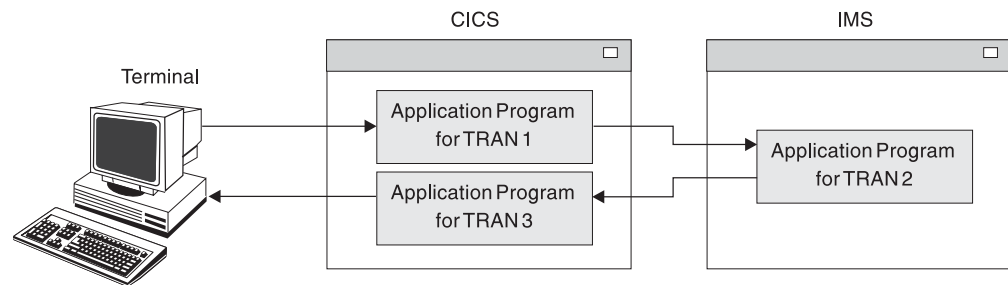 CICS
IMS
Terminal
Application Program
for TRAN 1
Application Program
for TRAN 2
Application Program
for TRAN 3